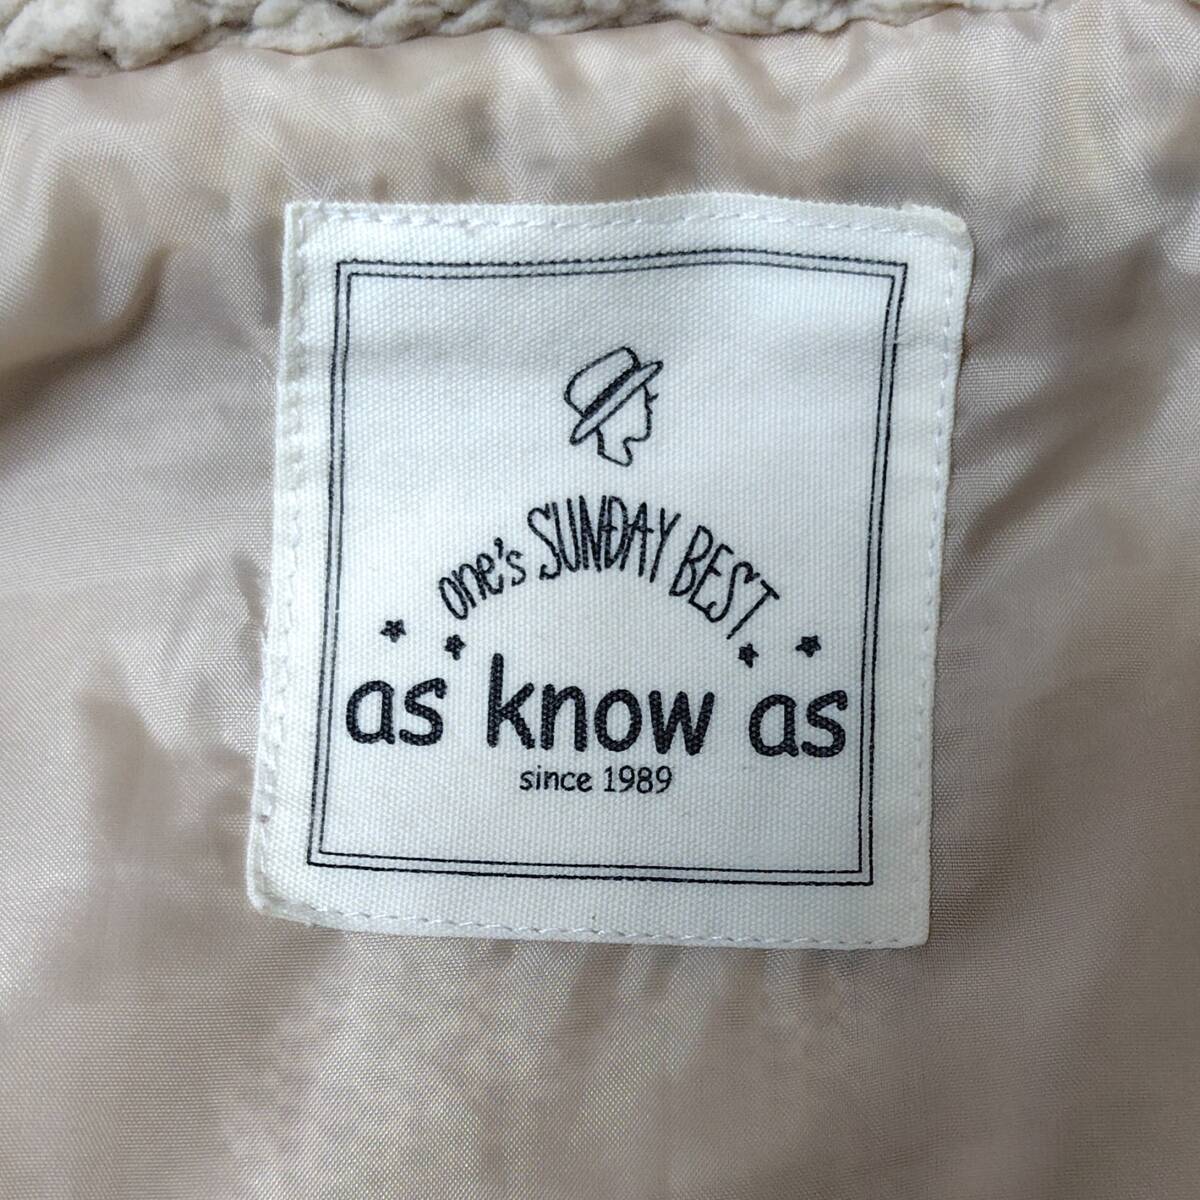 one's SUNDAY BEST
as know as
since 1989